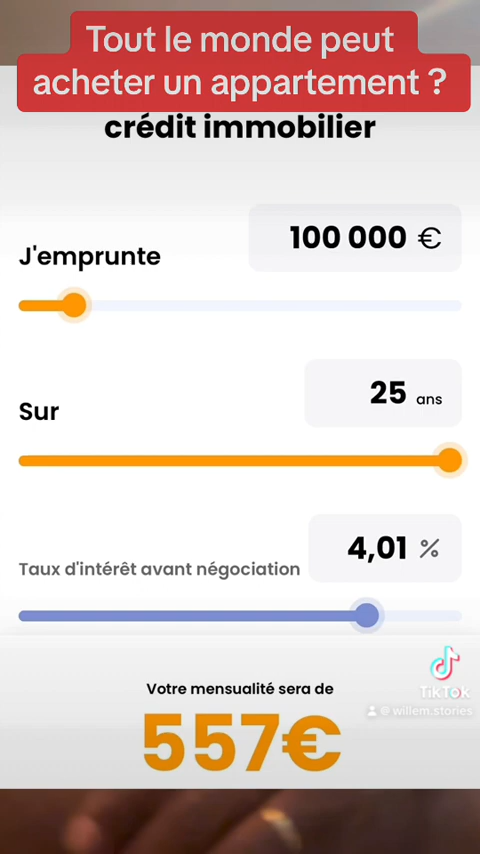 Tout le monde peut
acheter un appartement ?
crédit immobilier
J'emprunte
100 000 €
Sur
25 ans
Taux d'intérêt avant négociation
4,01 %
Votre mensualité sera de
557€
TikTok
@ willem.stories